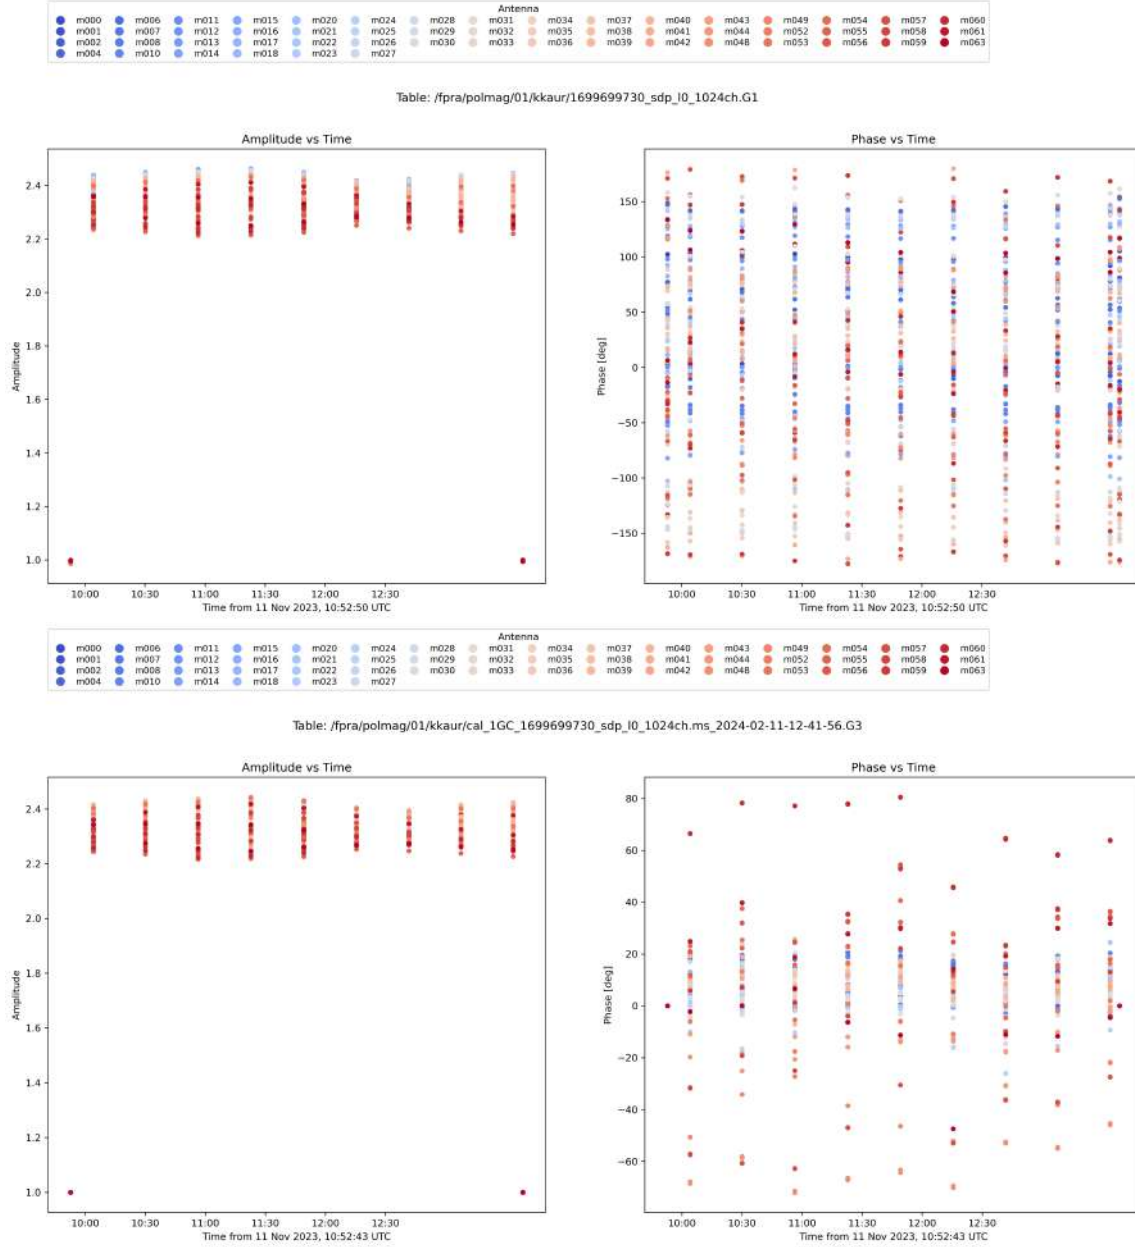 Antenna
m000 m006 m011 m015 m020 m024 m028 m031 m034 m037 m040 m043 m049 m054 m057 m060
m001 m007 m012 m016 m021 m025 m029 m032 m035 m038 m041 m044 m052 m055 m058 m061
m002 m008 m013 m017 m022 m026 m030 m033 m036 m039 m042 m048 m053 m056 m059 m063
m004 m010 m014 m018 m023 m027
Table: /fpra/polmag/01/kkaur/1699699730_sdp_l0_1024ch.G1
Amplitude vs Time
2.4
2.2
2.0
1.8
1.6
1.4
1.2
1.0
Amplitude
10:00 10:30 11:00 11:30 12:00 12:30
Time from 11 Nov 2023, 10:52:50 UTC
Phase vs Time
150
100
50
0
−50
−100
−150
Phase [deg]
10:00 10:30 11:00 11:30 12:00 12:30
Time from 11 Nov 2023, 10:52:50 UTC
Antenna
m000 m006 m011 m015 m020 m024 m028 m031 m034 m037 m040 m043 m049 m054 m057 m060
m001 m007 m012 m016 m021 m025 m029 m032 m035 m038 m041 m044 m052 m055 m058 m061
m002 m008 m013 m017 m022 m026 m030 m033 m036 m039 m042 m048 m053 m056 m059 m063
m004 m010 m014 m018 m023 m027
Table: /fpra/polmag/01/kkaur/cal_1GC_1699699730_sdp_l0_1024ch.ms_2024-02-11-12-41-56.G3
Amplitude vs Time
2.4
2.2
2.0
1.8
1.6
1.4
1.2
1.0
Amplitude
10:00 10:30 11:00 11:30 12:00 12:30
Time from 11 Nov 2023, 10:52:43 UTC
Phase vs Time
80
60
40
20
0
−20
−40
−60
Phase [deg]
10:00 10:30 11:00 11:30 12:00 12:30
Time from 11 Nov 2023, 10:52:43 UTC